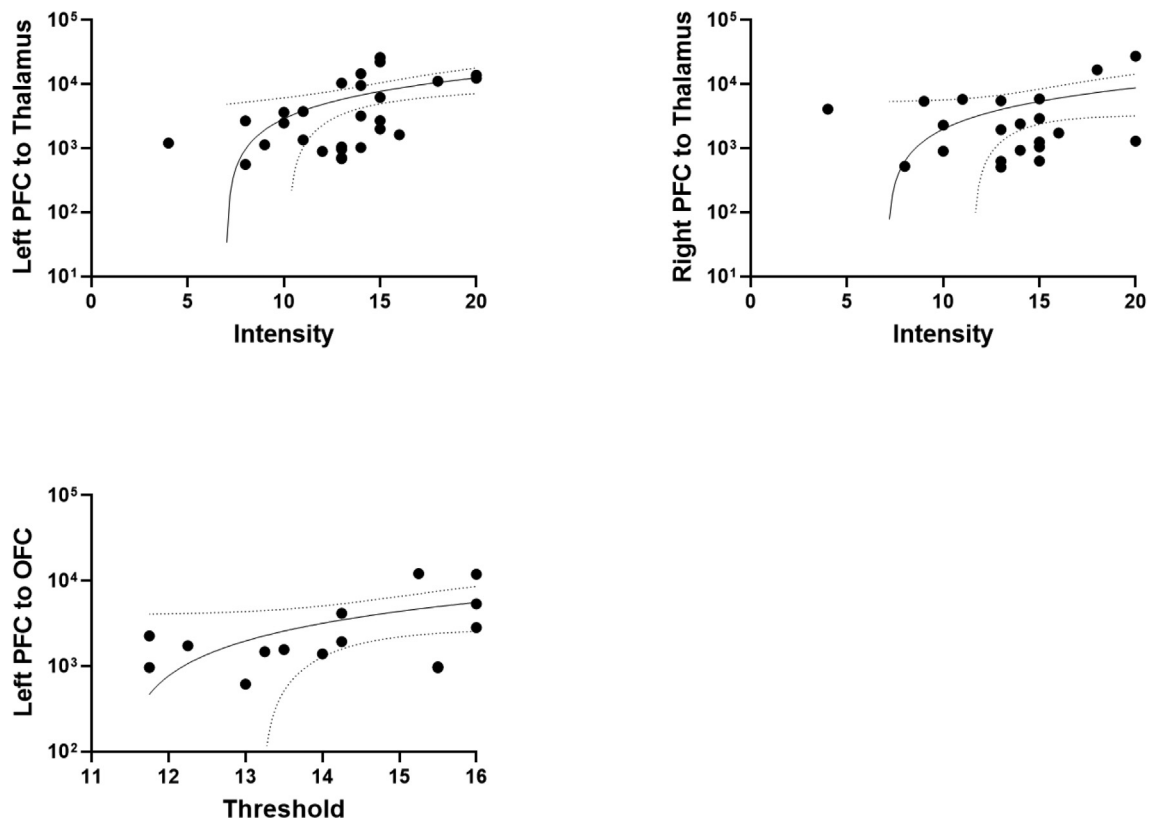 Left PFC to Thalamus
10⁵
10⁴
10³
10²
10¹
0 5 10 15 20
Intensity
Right PFC to Thalamus
10⁵
10⁴
10³
10²
10¹
0 5 10 15 20
Intensity
Left PFC to OFC
10⁵
10⁴
10³
10²
11 12 13 14 15 16
Threshold